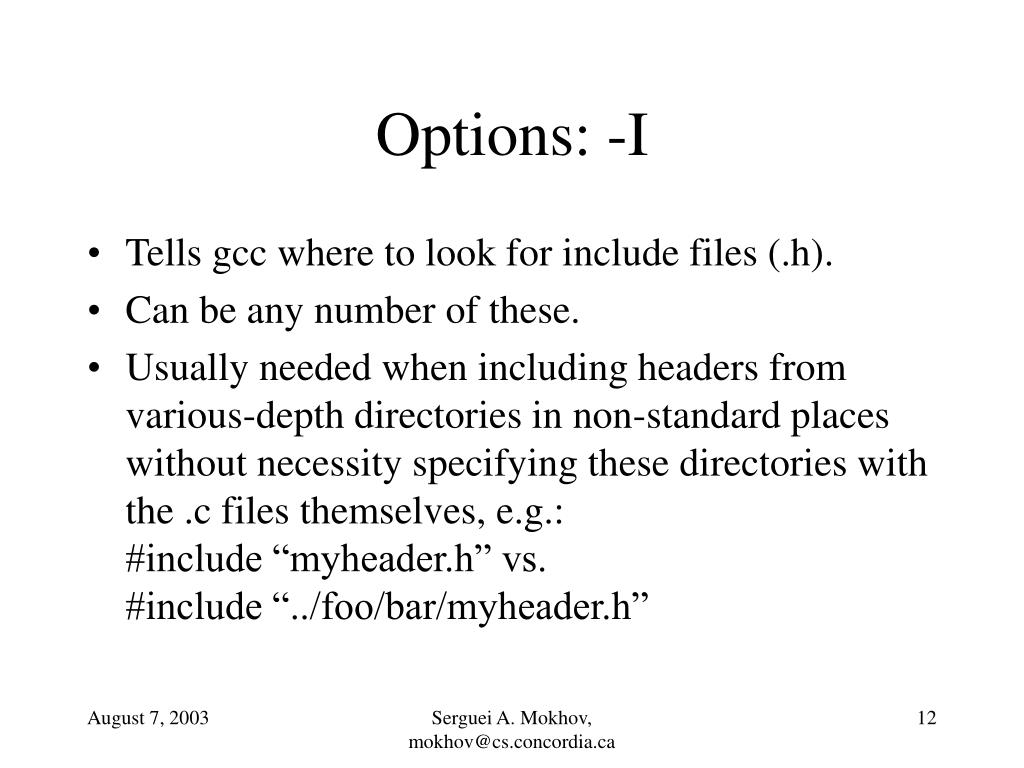 Options: -I
• Tells gcc where to look for include files (.h).
• Can be any number of these.
• Usually needed when including headers from
various-depth directories in non-standard places
without necessity specifying these directories with
the .c files themselves, e.g.:
#include “myheader.h” vs.
#include “../foo/bar/myheader.h”
August 7, 2003
Serguei A. Mokhov,
mokhov@cs.concordia.ca
12